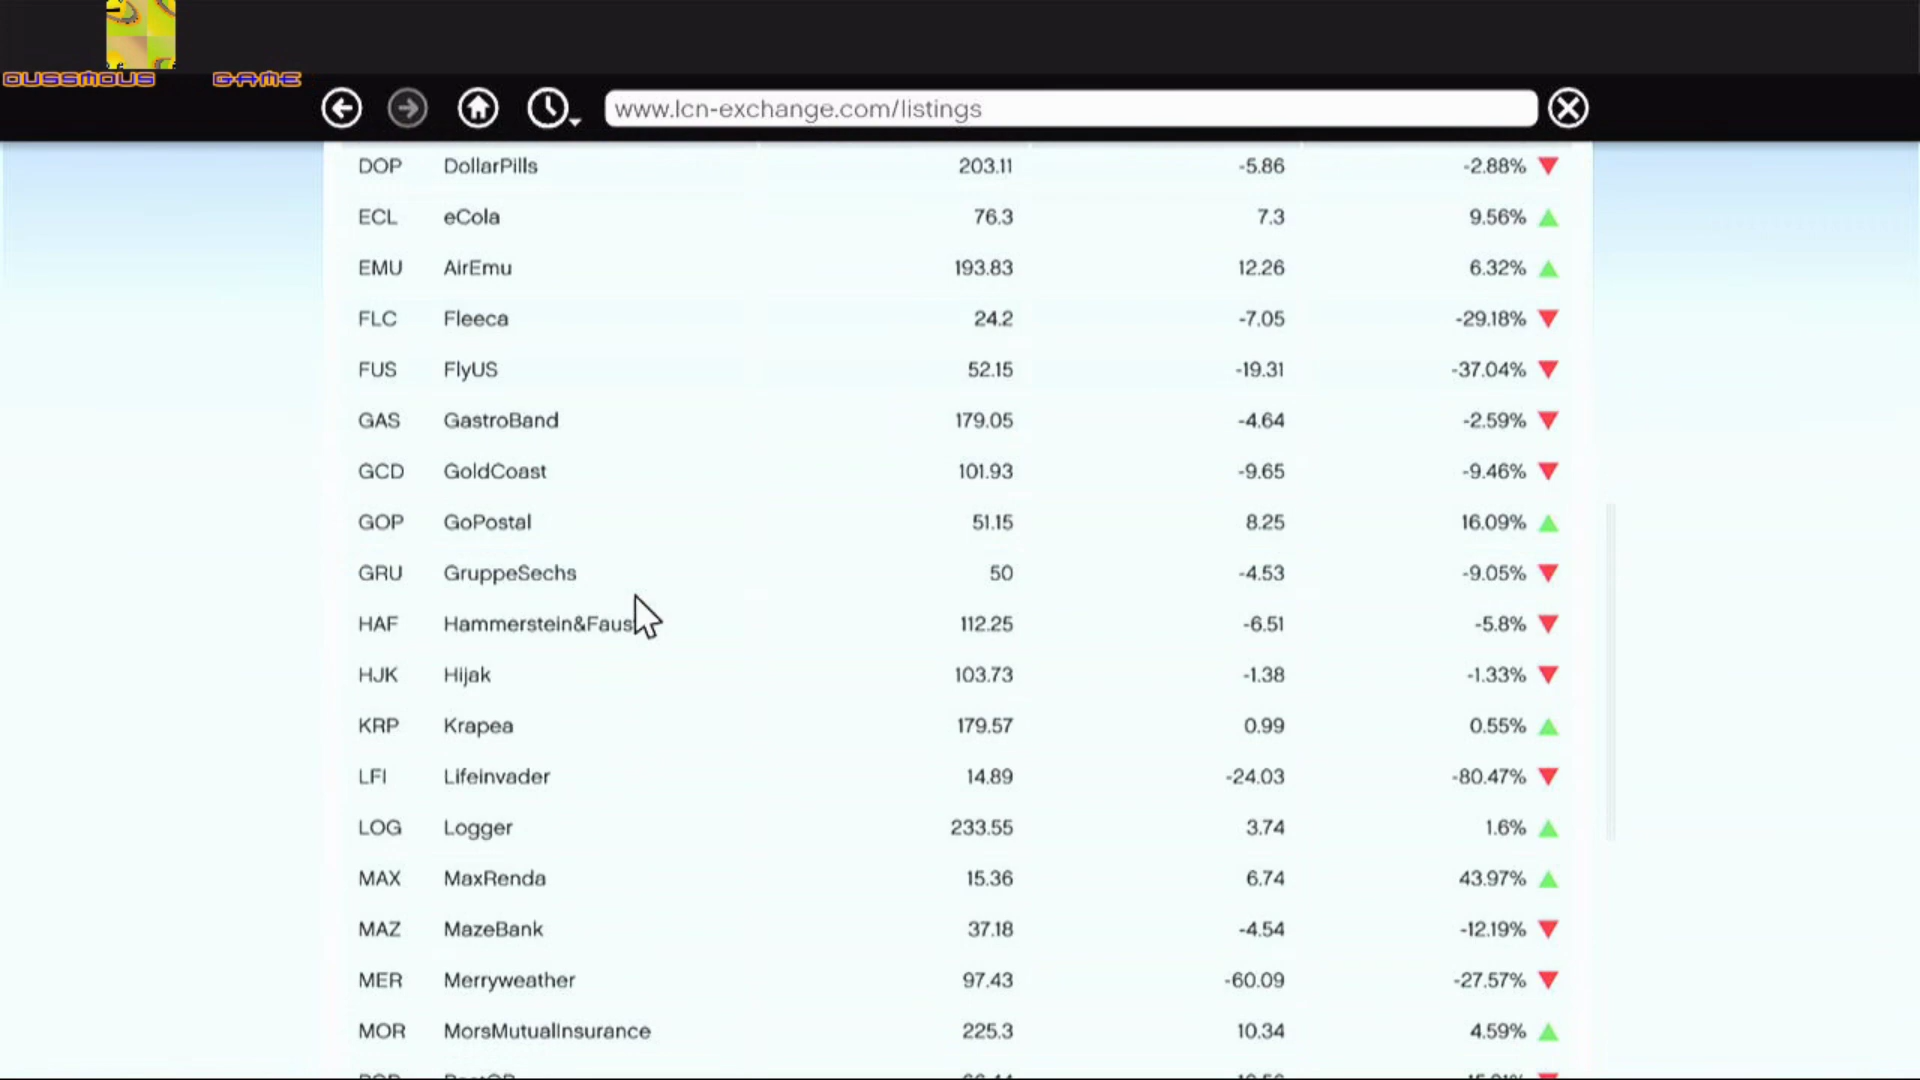 OUSSMOUS GAME
www.lcn-exchange.com/listings
DOP DollarPills 203.11 -5.86 -2.88%
ECL eCola 76.3 7.3 9.56%
EMU AirEmu 193.83 12.26 6.32%
FLC Fleeca 24.2 -7.05 -29.18%
FUS FlyUS 52.15 -19.31 -37.04%
GAS GastroBand 179.05 -4.64 -2.59%
GCD GoldCoast 101.93 -9.65 -9.46%
GOP GoPostal 51.15 8.25 16.09%
GRU GruppeSechs 50 -4.53 -9.05%
HAF Hammerstein&Faus 112.25 -6.51 -5.8%
HJK Hijak 103.73 -1.38 -1.33%
KRP Krapea 179.57 0.99 0.55%
LFI Lifeinvader 14.89 -24.03 -80.47%
LOG Logger 233.55 3.74 1.6%
MAX MaxRenda 15.36 6.74 43.97%
MAZ MazeBank 37.18 -4.54 -12.19%
MER Merryweather 97.43 -60.09 -27.57%
MOR MorsMutualInsurance 225.3 10.34 4.59%